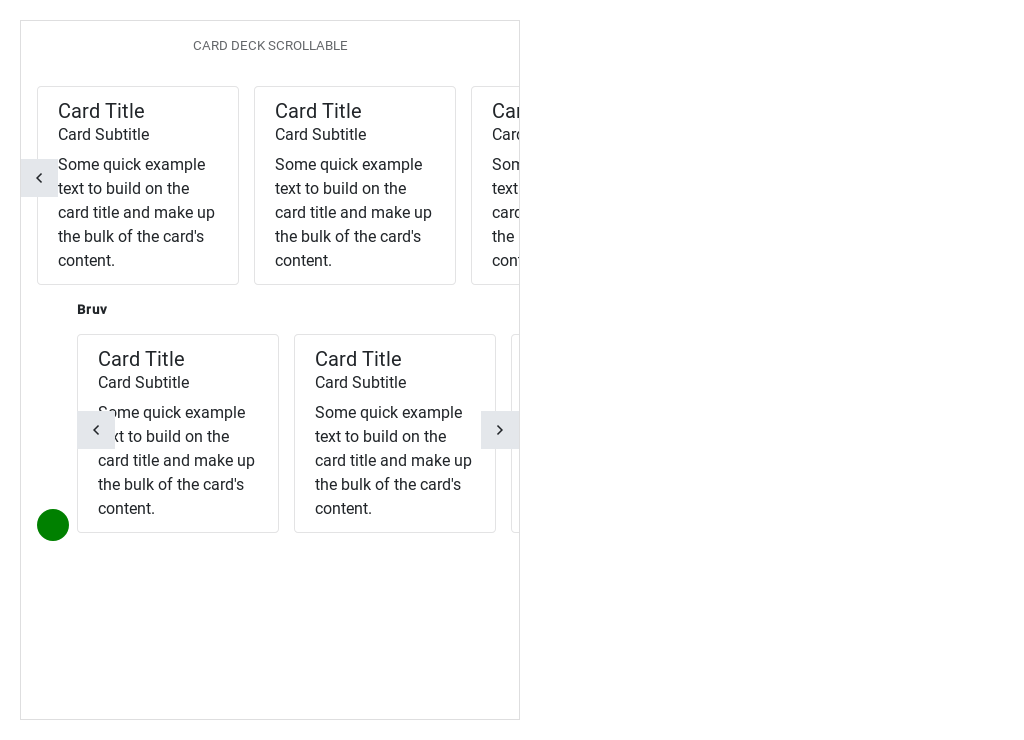 CARD DECK SCROLLABLE
Card Title
Card Subtitle
Some quick example
text to build on the
card title and make up
the bulk of the card's
content.
Card Title
Card Subtitle
Some quick example
text to build on the
card title and make up
the bulk of the card's
content.
Car
Card
Som
text
card
the
cont
Bruv
Card Title
Card Subtitle
Some quick example
text to build on the
card title and make up
the bulk of the card's
content.
Card Title
Card Subtitle
Some quick example
text to build on the
card title and make up
the bulk of the card's
content.